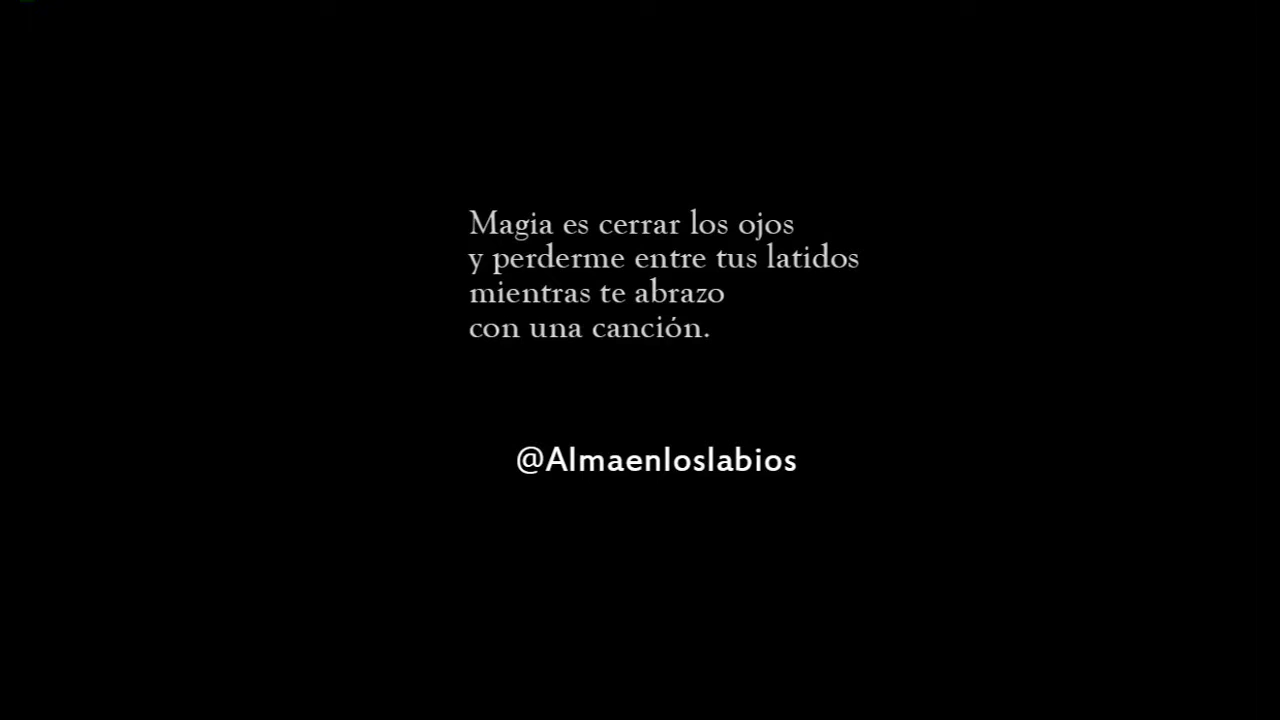 Magia es cerrar los ojos
y perderme entre tus latidos
mientras te abrazo
con una canción.
@Almaenloslabios